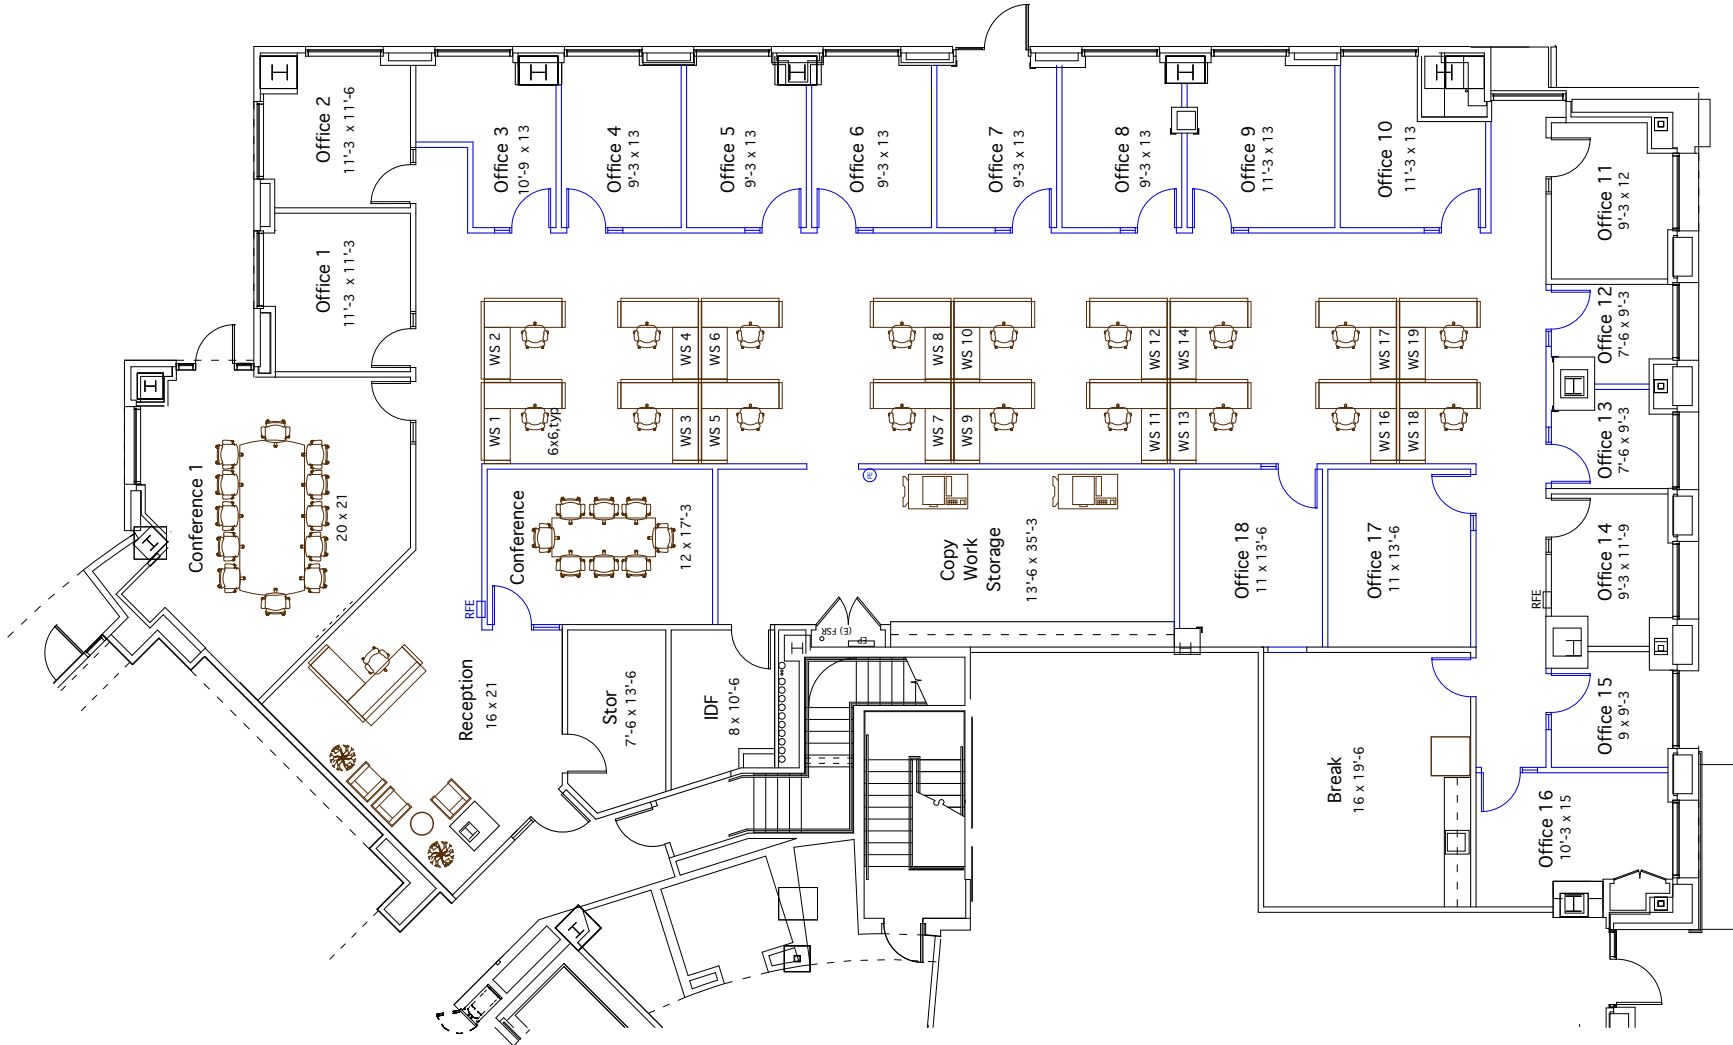 Office 2
11'-3 x 11'-6
Office 3
10'-9 x 13
Office 4
9'-3 x 13
Office 5
9'-3 x 13
Office 6
9'-3 x 13
Office 7
9'-3 x 13
Office 8
9'-3 x 13
Office 9
11'-3 x 13
Office 10
11'-3 x 13
Office 11
9'-3 x 12
Office 1
11'-3 x 11'-3
Office 12
7'-6 x 9'-3
WS 2
WS 4
WS 6
WS 8
WS 10
WS 12
WS 14
WS 17
WS 19
WS 1
6x6,typ
WS 3
WS 5
WS 7
WS 9
WS 11
WS 13
WS 16
WS 18
Office 13
7'-6 x 9'-3
Conference 1
20 x 21
FE
Conference
12 x 17'-3
Copy
Work
Storage
13'-6 x 35'-3
Office 18
11 x 13'-6
Office 17
11 x 13'-6
Office 14
9'-3 x 11'-9
RFE
RFE
(E) FSR
EP
Reception
16 x 21
Stor
7'-6 x 13'-6
IDF
8 x 10'-6
Office 15
9 x 9'-3
Break
16 x 19'-6
Office 16
10'-3 x 15